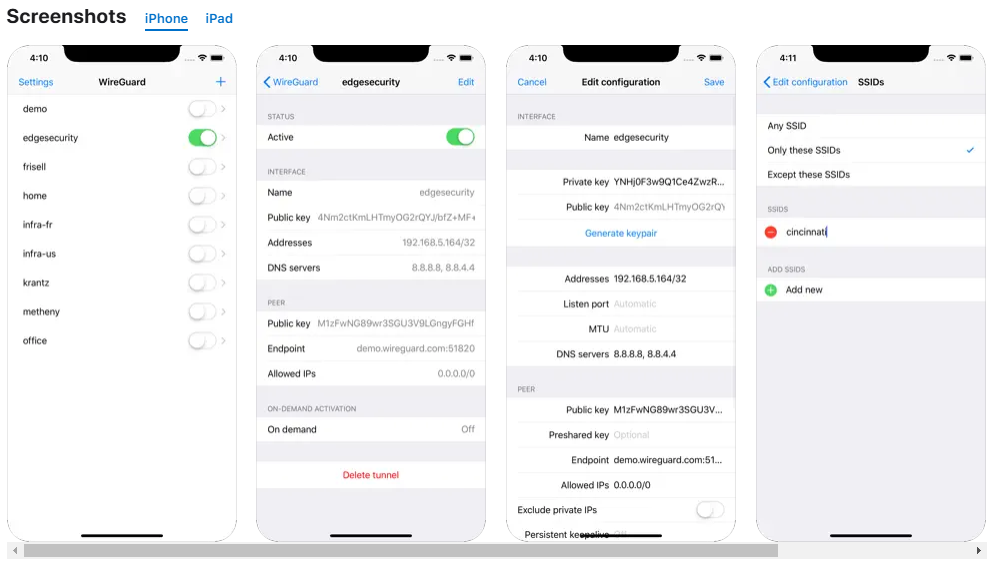 Screenshots iPhone iPad
4:10
Settings WireGuard +
demo
edgesecurity
frisell
home
infra-fr
infra-us
krantz
metheny
office
4:10
WireGuard edgesecurity Edit
STATUS
Active
INTERFACE
Name edgesecurity
Public key 4Nm2ctKmLHTmyOG2rQYJ/bfZ+MF+
Addresses 192.168.5.164/32
DNS servers 8.8.8.8, 8.8.4.4
PEER
Public key M1zFwNG89wr3SGU3V9LGngyFGHf
Endpoint demo.wireguard.com:51820
Allowed IPs 0.0.0.0/0
ON-DEMAND ACTIVATION
On demand Off
Delete tunnel
4:10
Cancel Edit configuration Save
INTERFACE
Name edgesecurity
Private key YNHj0F3w9Q1Ce4ZwzR...
Public key 4Nm2ctKmLHTmyOG2rQY
Generate keypair
Addresses 192.168.5.164/32
Listen port Automatic
MTU Automatic
DNS servers 8.8.8.8, 8.8.4.4
PEER
Public key M1zFwNG89wr3SGU3V...
Preshared key Optional
Endpoint demo.wireguard.com:51...
Allowed IPs 0.0.0.0/0
Exclude private IPs
Persistent keepalive
4:11
Edit configuration SSIDs
Any SSID
Only these SSIDs
Except these SSIDs
SSIDS
cincinnati
ADD SSIDS
Add new